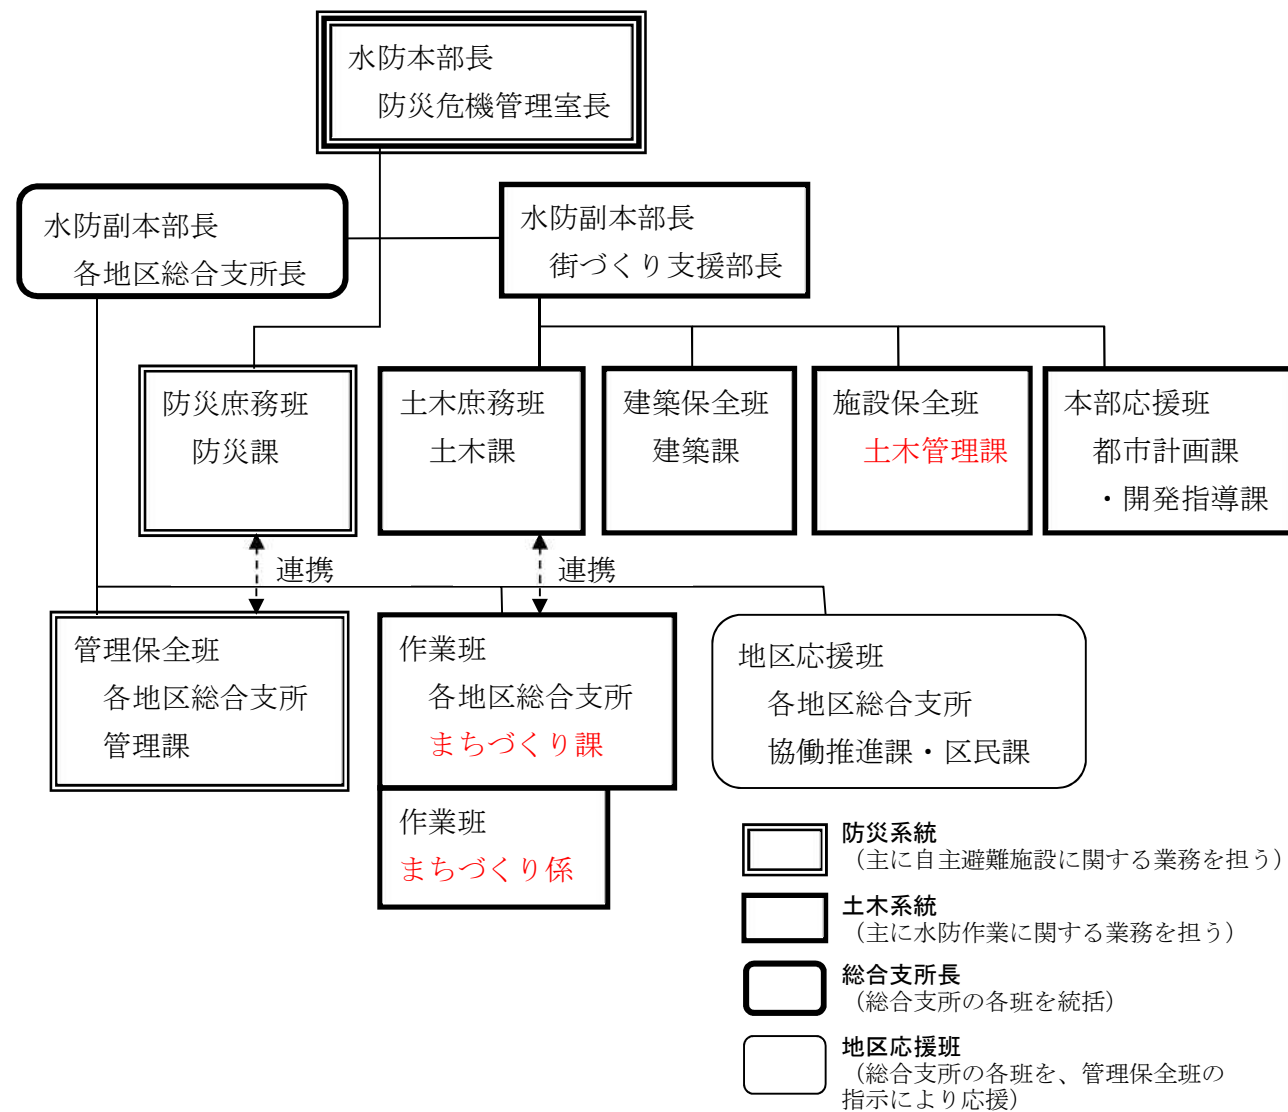 水防本部長
防災危機管理室長
水防副本部長
各地区総合支所長
水防副本部長
街づくり支援部長
防災庶務班
防災課
土木庶務班
土木課
建築保全班
建築課
施設保全班
土木管理課
本部応援班
都市計画課
・開発指導課
連携
連携
管理保全班
各地区総合支所
管理課
作業班
各地区総合支所
まちづくり課
地区応援班
各地区総合支所
協働推進課・区民課
作業班
まちづくり係
防災系統
（主に自主避難施設に関する業務を担う）
土木系統
（主に水防作業に関する業務を担う）
総合支所長
（総合支所の各班を統括）
地区応援班
（総合支所の各班を、管理保全班の
指示により応援）